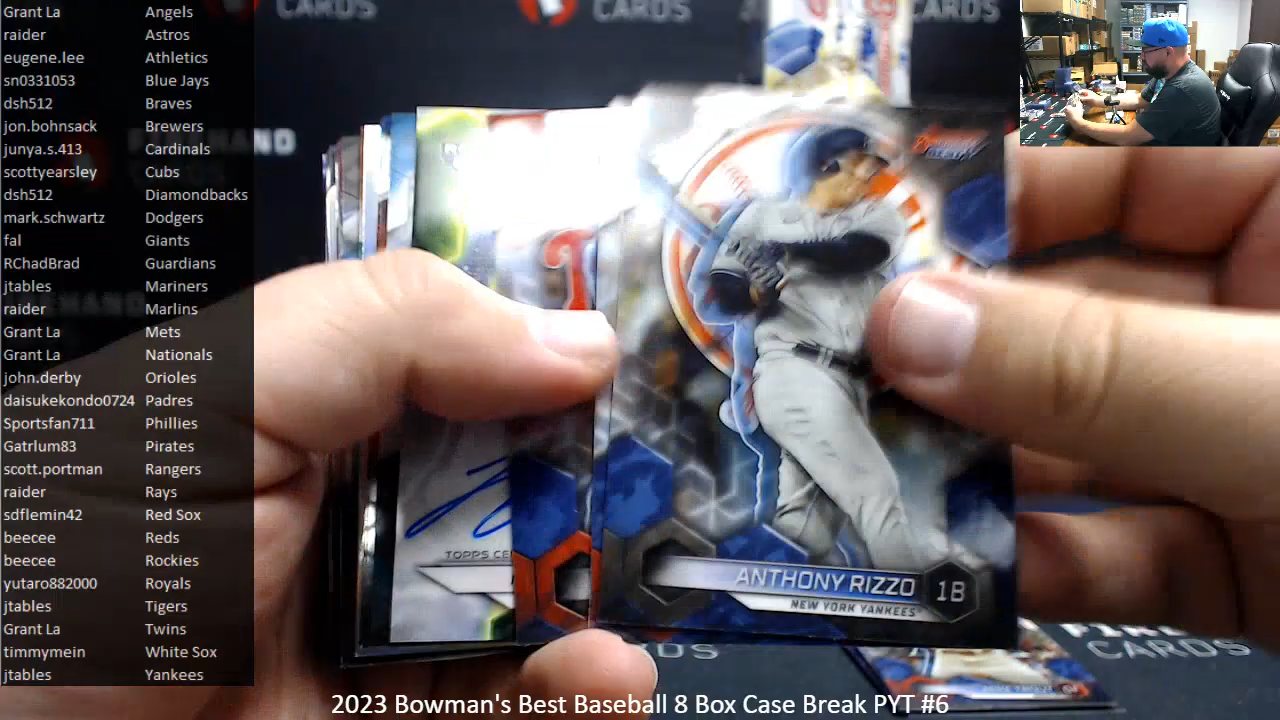 Grant La Angels
raider Astros
eugene.lee Athletics
sn0331053 Blue Jays
dsh512 Braves
jon.bohnsack Brewers
junya.s.413 Cardinals
scottyearsley Cubs
dsh512 Diamondbacks
mark.schwartz Dodgers
fal Giants
RChadBrad Guardians
jtables Mariners
raider Marlins
Grant La Mets
Grant La Nationals
john.derby Orioles
daisukekondo0724 Padres
Sportsfan711 Phillies
Gatrlum83 Pirates
scott.portman Rangers
raider Rays
sdflemin42 Red Sox
beecee Reds
beecee Rockies
yutaro882000 Royals
jtables Tigers
Grant La Twins
timmymein White Sox
jtables Yankees
CARDS
CARDS
CARDS
TOPPS CE
ANTHONY RIZZO 1B
NEW YORK YANKEES
2023 Bowman's Best Baseball 8 Box Case Break PYT #6